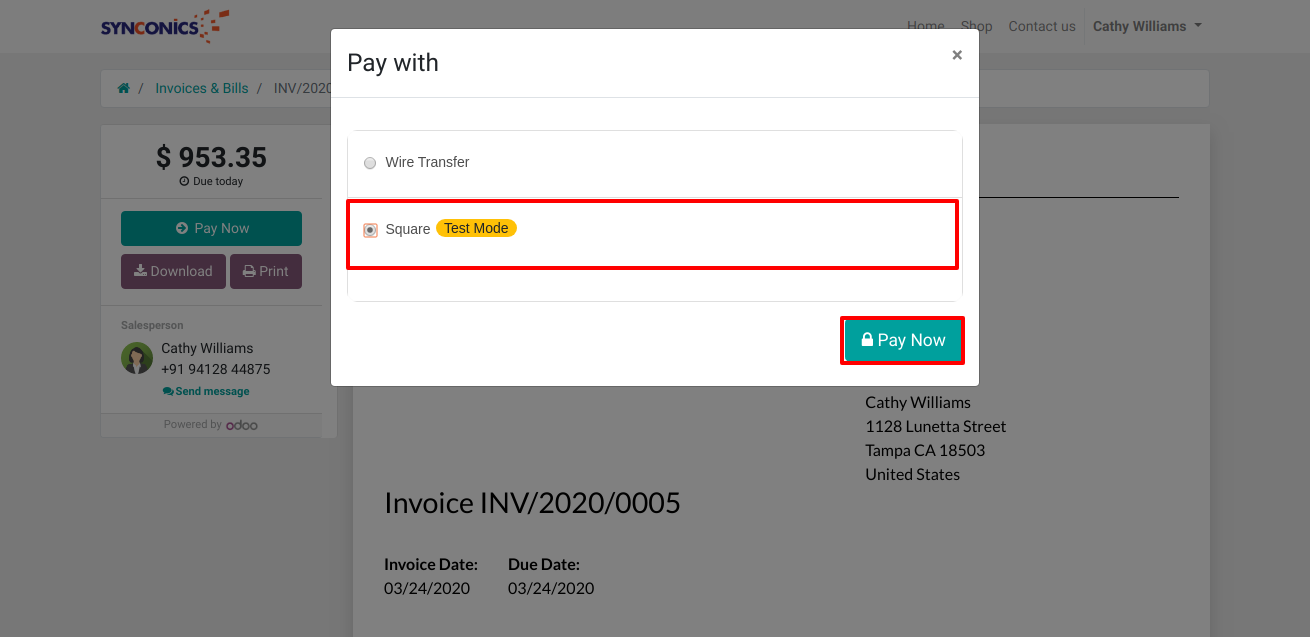 SYNCONICS
Home Shop Contact us Cathy Williams
Pay with ×
/ Invoices & Bills / INV/2020
$ 953.35
Due today
Pay Now
Download Print
Salesperson
Cathy Williams
+91 94128 44875
Send message
Powered by odoo
Wire Transfer
Square Test Mode
Pay Now
Cathy Williams
1128 Lunetta Street
Tampa CA 18503
United States
Invoice INV/2020/0005
Invoice Date: Due Date:
03/24/2020 03/24/2020